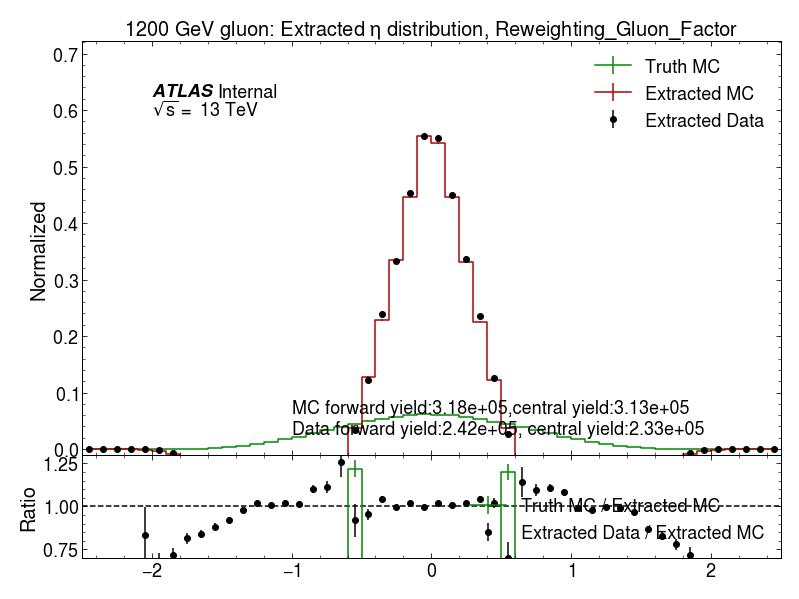 1200 GeV gluon: Extracted η distribution, Reweighting_Gluon_Factor
0.7
0.6
0.5
0.4
0.3
0.2
0.1
0.0
Normalized
ATLAS Internal
√s = 13 TeV
Truth MC
Extracted MC
Extracted Data
MC forward yield:3.18e+05,central yield:3.13e+05
Data forward yield:2.42e+05, central yield:2.33e+05
1.25
1.00
0.75
Ratio
Truth MC / Extracted MC
Extracted Data / Extracted MC
−2
−1
0
1
2